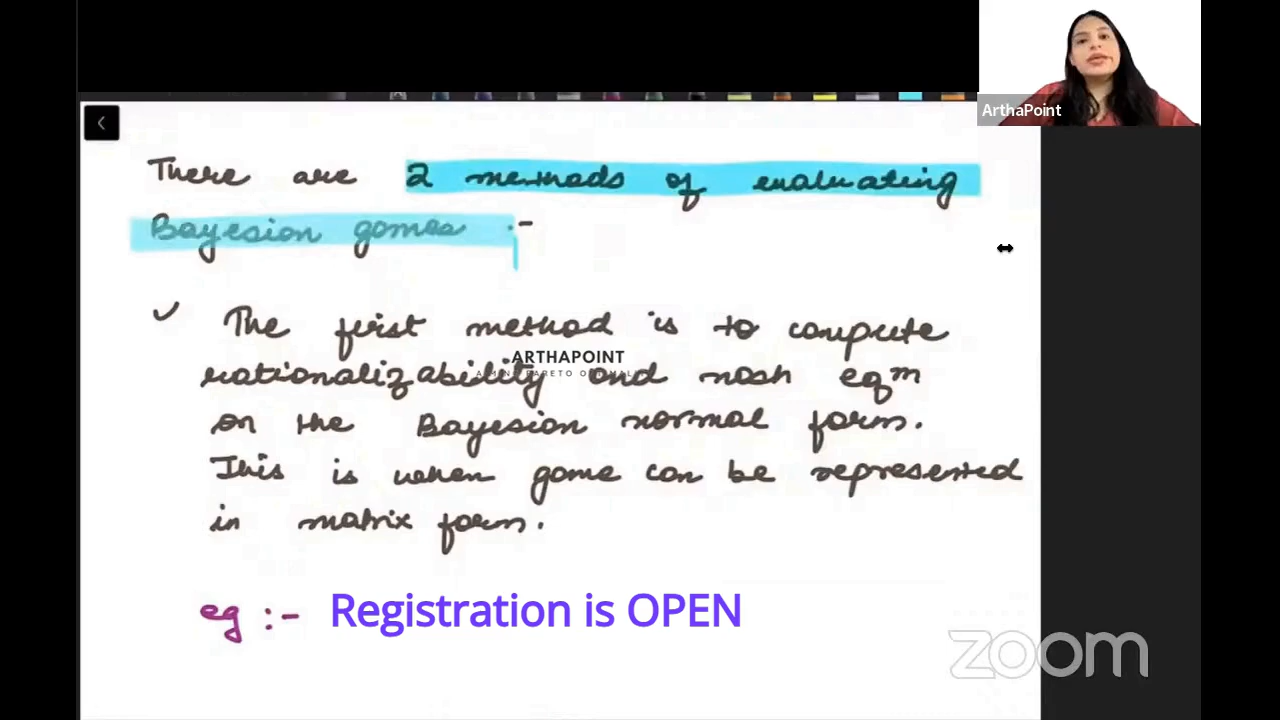 ArthaPoint
There are 2 methods of evaluating
Bayesion games :-
The first method is to compute
ARTHAPOINT
rationalizability and nash eqm
on the Bayesion normal form.
This is when game can be represented
in matrix form.
eg :- Registration is OPEN
zoom